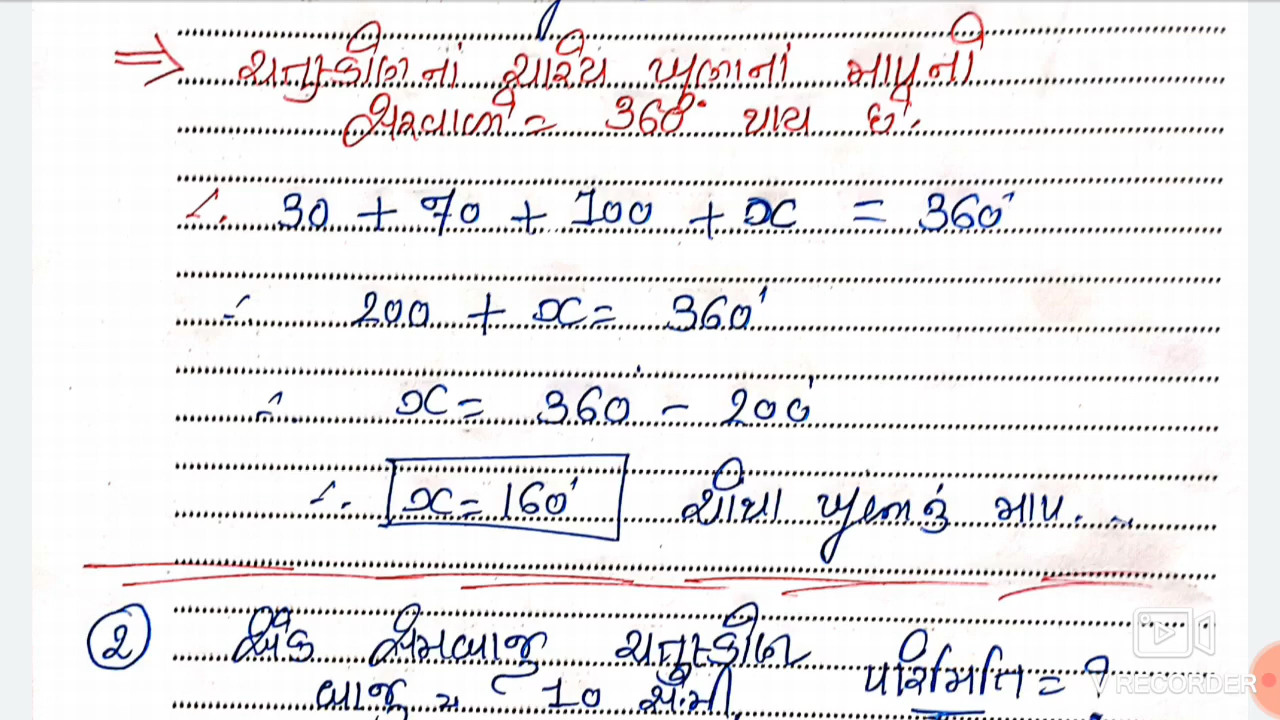 ⇒ ચતુષ્કોણનાં ચારેય ખુણાનાં માપનો
સરવાળો = 360° થાય છે.
∴ 30 + 70 + 100 + x = 360°
∴ 200 + x = 360°
∴ x = 360° - 200°
∴ x = 160° ચોથા ખુણાનું માપ.
2 એક સમબાજુ ચતુષ્કોણ પરિમિતિ = ?
બાજુ = 10 સેમી
RECORDER